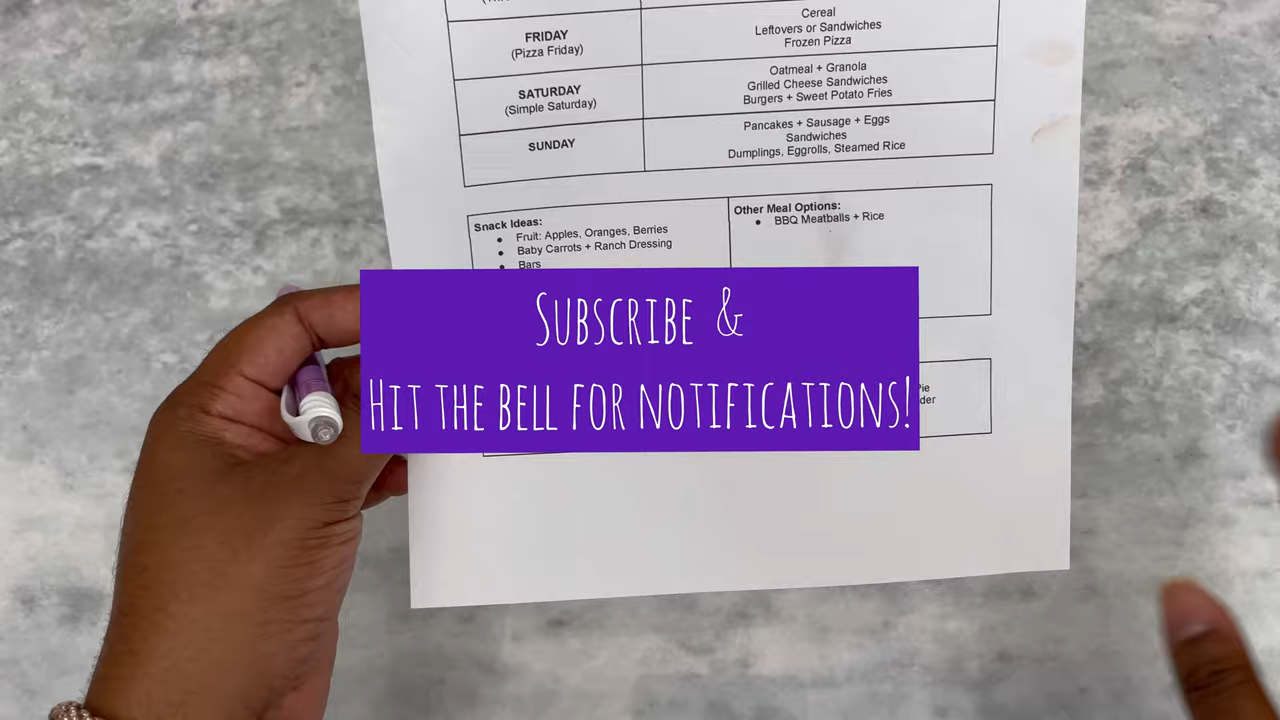 FRIDAY
(Pizza Friday)
Cereal
Leftovers or Sandwiches
Frozen Pizza
SATURDAY
(Simple Saturday)
Oatmeal + Granola
Grilled Cheese Sandwiches
Burgers + Sweet Potato Fries
SUNDAY
Pancakes + Sausage + Eggs
Sandwiches
Dumplings, Eggrolls, Steamed Rice
Snack Ideas:
● Fruit: Apples, Oranges, Berries
● Baby Carrots + Ranch Dressing
● Bars
Other Meal Options:
● BBQ Meatballs + Rice
SUBSCRIBE &
HIT THE BELL FOR NOTIFICATIONS!